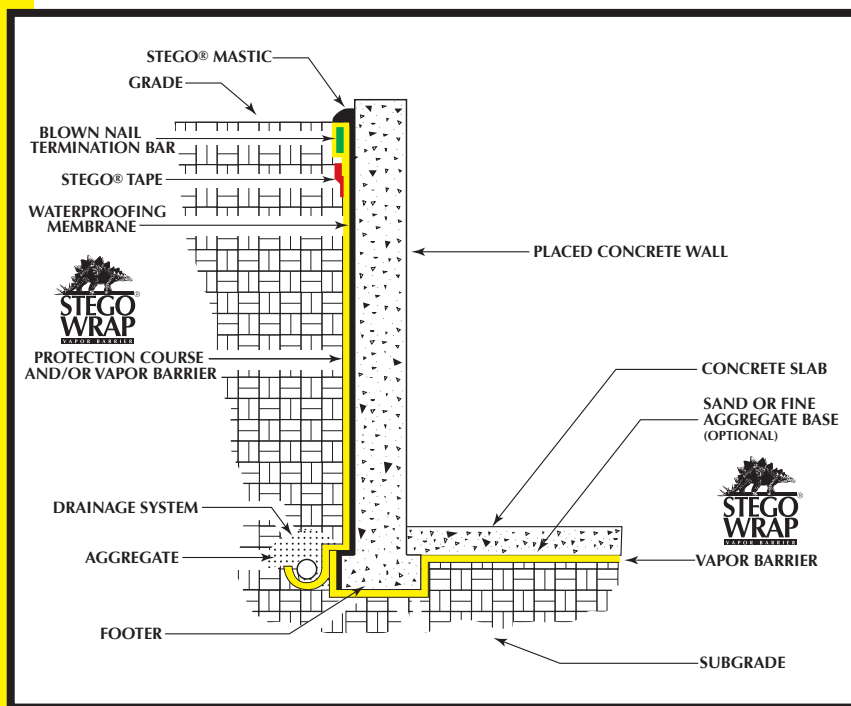 STEGO® MASTIC
GRADE
BLOWN NAIL
TERMINATION BAR
STEGO® TAPE
WATERPROOFING
MEMBRANE
PLACED CONCRETE WALL
STEGO®
WRAP
VAPOR BARRIER
PROTECTION COURSE
AND/OR VAPOR BARRIER
CONCRETE SLAB
SAND OR FINE
AGGREGATE BASE
(OPTIONAL)
STEGO®
WRAP
VAPOR BARRIER
DRAINAGE SYSTEM
AGGREGATE
VAPOR BARRIER
FOOTER
SUBGRADE